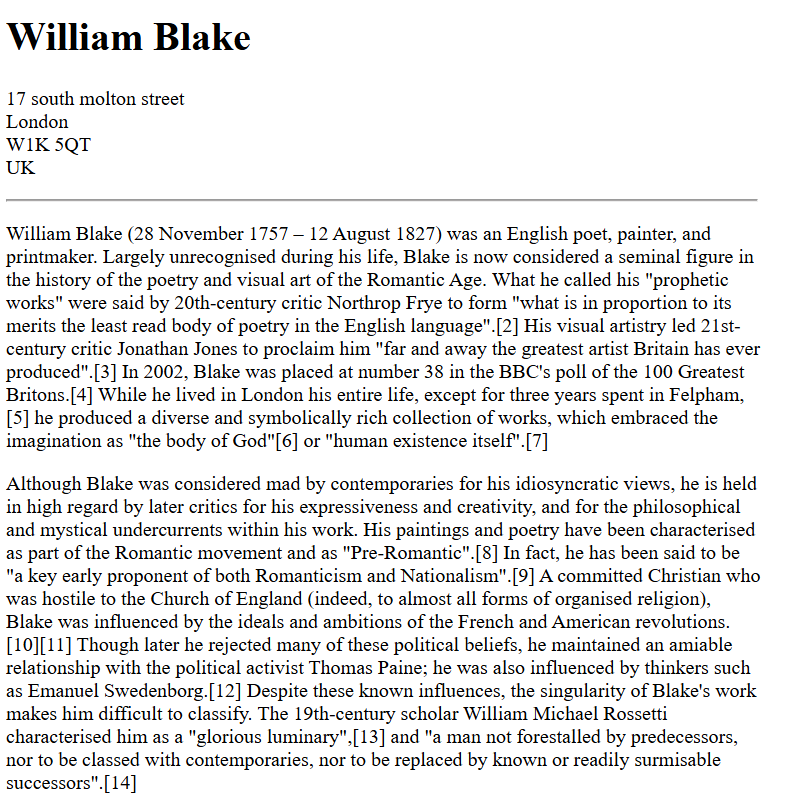 William Blake
17 south molton street
London
W1K 5QT
UK
William Blake (28 November 1757 – 12 August 1827) was an English poet, painter, and
printmaker. Largely unrecognised during his life, Blake is now considered a seminal figure in
the history of the poetry and visual art of the Romantic Age. What he called his "prophetic
works" were said by 20th-century critic Northrop Frye to form "what is in proportion to its
merits the least read body of poetry in the English language".[2] His visual artistry led 21st-
century critic Jonathan Jones to proclaim him "far and away the greatest artist Britain has ever
produced".[3] In 2002, Blake was placed at number 38 in the BBC's poll of the 100 Greatest
Britons.[4] While he lived in London his entire life, except for three years spent in Felpham,
[5] he produced a diverse and symbolically rich collection of works, which embraced the
imagination as "the body of God"[6] or "human existence itself".[7]
Although Blake was considered mad by contemporaries for his idiosyncratic views, he is held
in high regard by later critics for his expressiveness and creativity, and for the philosophical
and mystical undercurrents within his work. His paintings and poetry have been characterised
as part of the Romantic movement and as "Pre-Romantic".[8] In fact, he has been said to be
"a key early proponent of both Romanticism and Nationalism".[9] A committed Christian who
was hostile to the Church of England (indeed, to almost all forms of organised religion),
Blake was influenced by the ideals and ambitions of the French and American revolutions.
[10][11] Though later he rejected many of these political beliefs, he maintained an amiable
relationship with the political activist Thomas Paine; he was also influenced by thinkers such
as Emanuel Swedenborg.[12] Despite these known influences, the singularity of Blake's work
makes him difficult to classify. The 19th-century scholar William Michael Rossetti
characterised him as a "glorious luminary",[13] and "a man not forestalled by predecessors,
nor to be classed with contemporaries, nor to be replaced by known or readily surmisable
successors".[14]